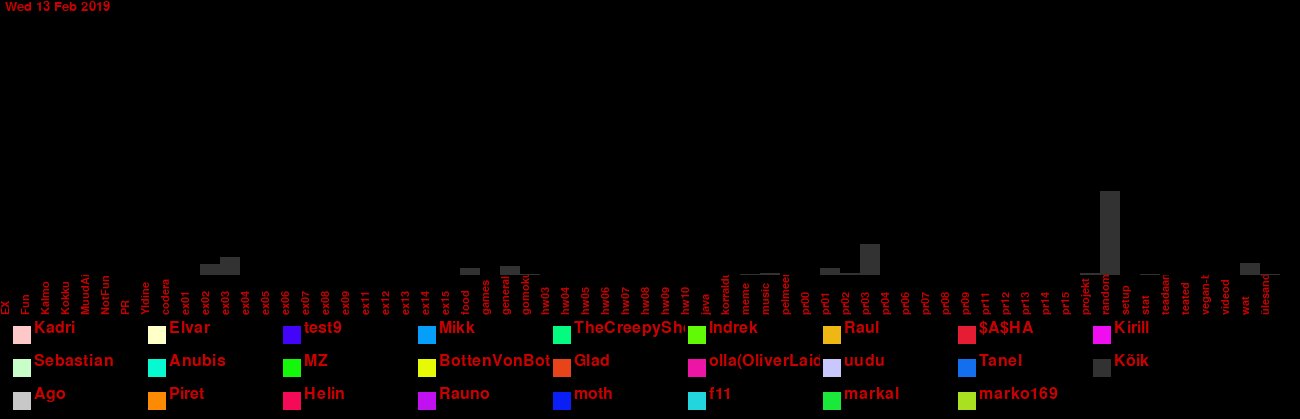 Wed 13 Feb 2019
EX Fun Kalmo Kokku MuudAi NotFun PR Yldine codera ex01 ex02 ex03 ex04 ex05 ex06 ex07 ex08 ex09 ex11 ex12 ex13 ex14 ex15 food games general gomoku hw03 hw04 hw05 hw06 hw07 hw08 hw09 hw10 java korraldu meme music pelmeer pr00 pr01 pr02 pr03 pr04 pr06 pr07 pr08 pr09 pr11 pr12 pr13 pr14 pr15 projekt random setup stat teadaan teated vegan-t videod wat ülesand
Kadri Elvar test9 Mikk TheCreepyShe Indrek Raul $A$HA Kirill
Sebastian Anubis MZ BottenVonBot Glad olla(OliverLaid uudu Tanel Kõik
Ago Piret Helin Rauno moth f11 markal marko169